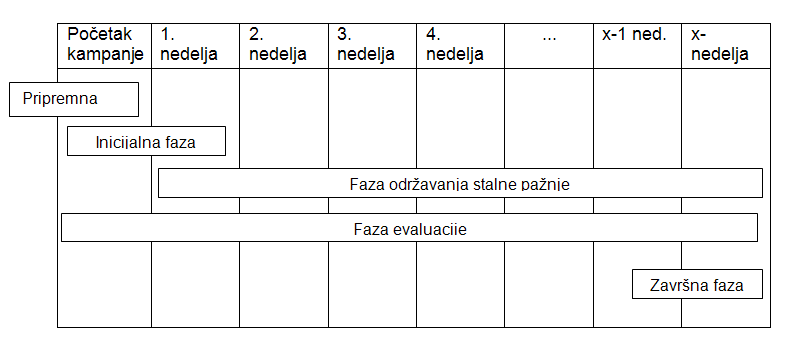 Početak kampanje
1. nedelja
2. nedelja
3. nedelja
4. nedelja
...
x-1 ned.
x- nedelja
Pripremna
Inicijalna faza
Faza održavanja stalne pažnje
Faza evaluacije
Završna faza